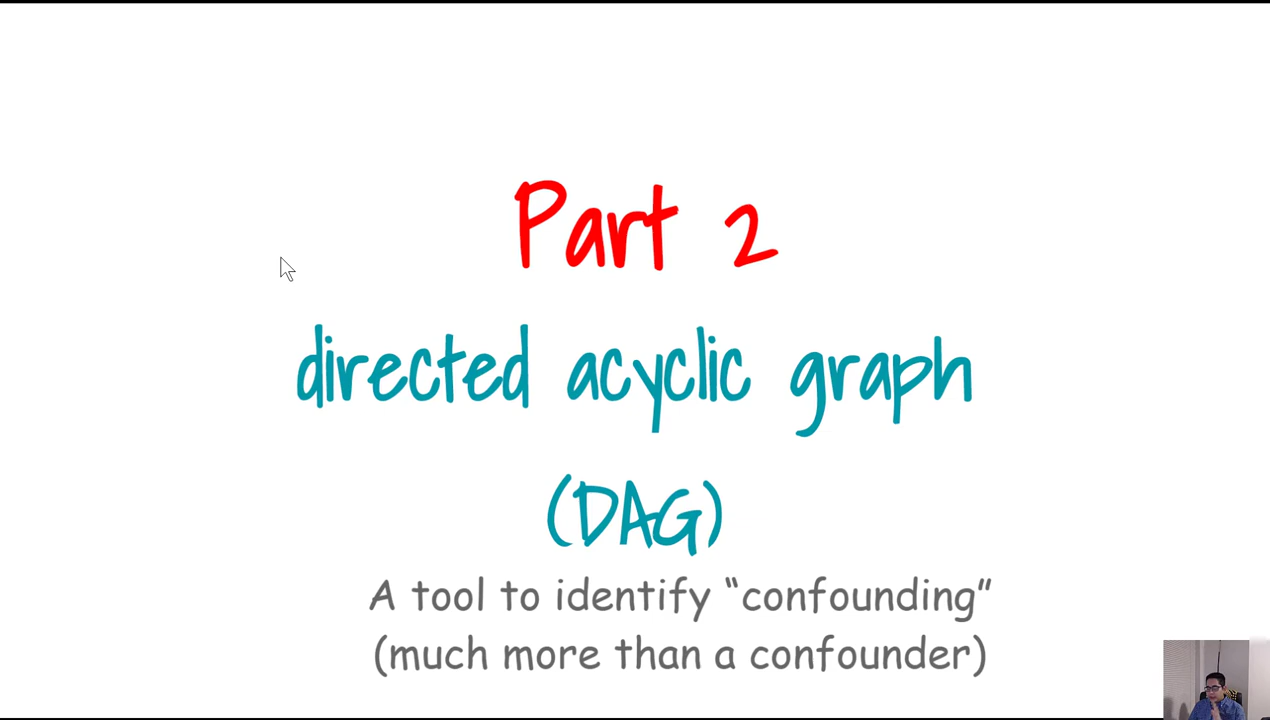 Part 2
directed acyclic graph
(DAG)
A tool to identify “confounding”
(much more than a confounder)